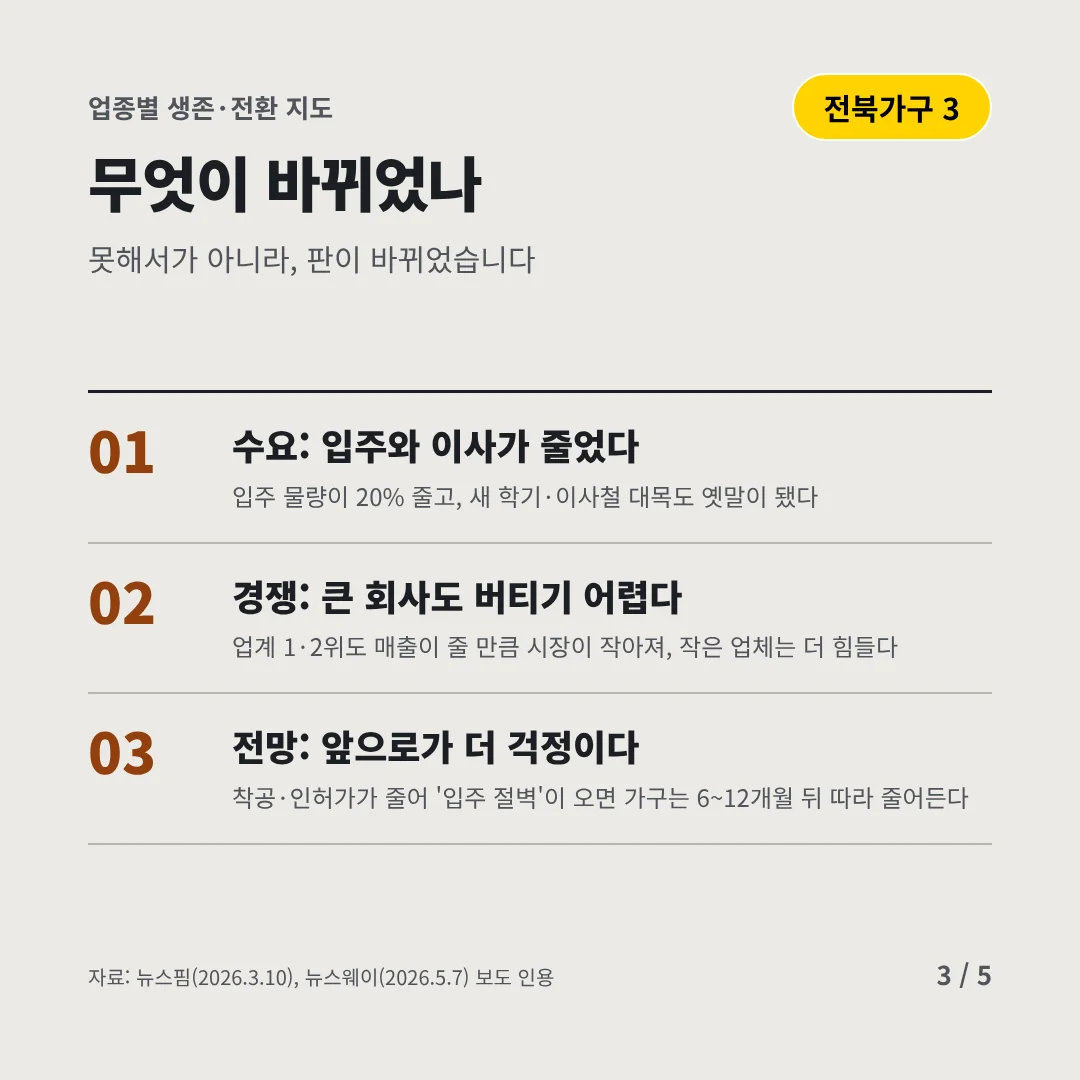 업종별 생존·전환 지도
전북가구 3
무엇이 바뀌었나
못해서가 아니라, 판이 바뀌었습니다
01
수요: 입주와 이사가 줄었다
입주 물량이 20% 줄고, 새 학기·이사철 대목도 옛말이 됐다
02
경쟁: 큰 회사도 버티기 어렵다
업계 1·2위도 매출이 줄 만큼 시장이 작아져, 작은 업체는 더 힘들다
03
전망: 앞으로가 더 걱정이다
착공·인허가가 줄어 '입주 절벽'이 오면 가구는 6~12개월 뒤 따라 줄어든다
자료: 뉴스핌(2026.3.10), 뉴스웨이(2026.5.7) 보도 인용
3 / 5